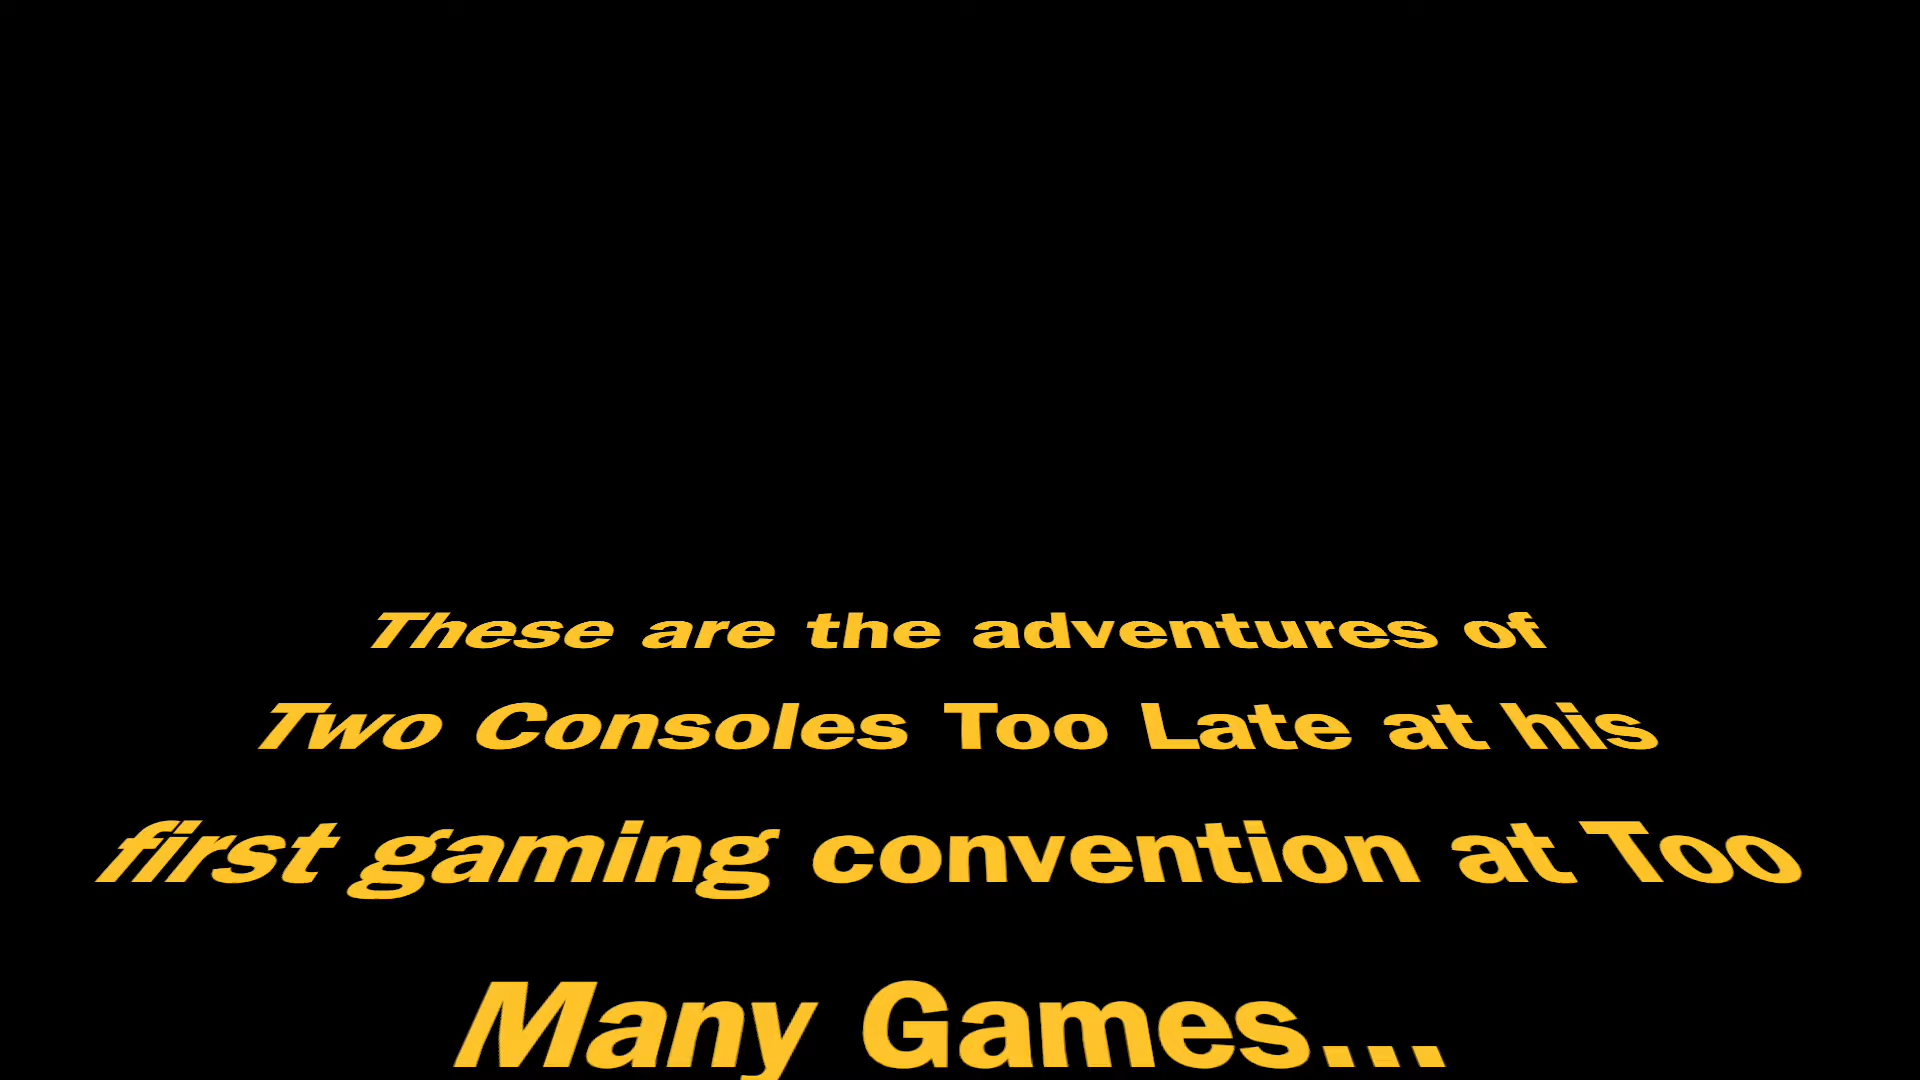 These are the adventures of
Two Consoles Too Late at his
first gaming convention at Too
Many Games...